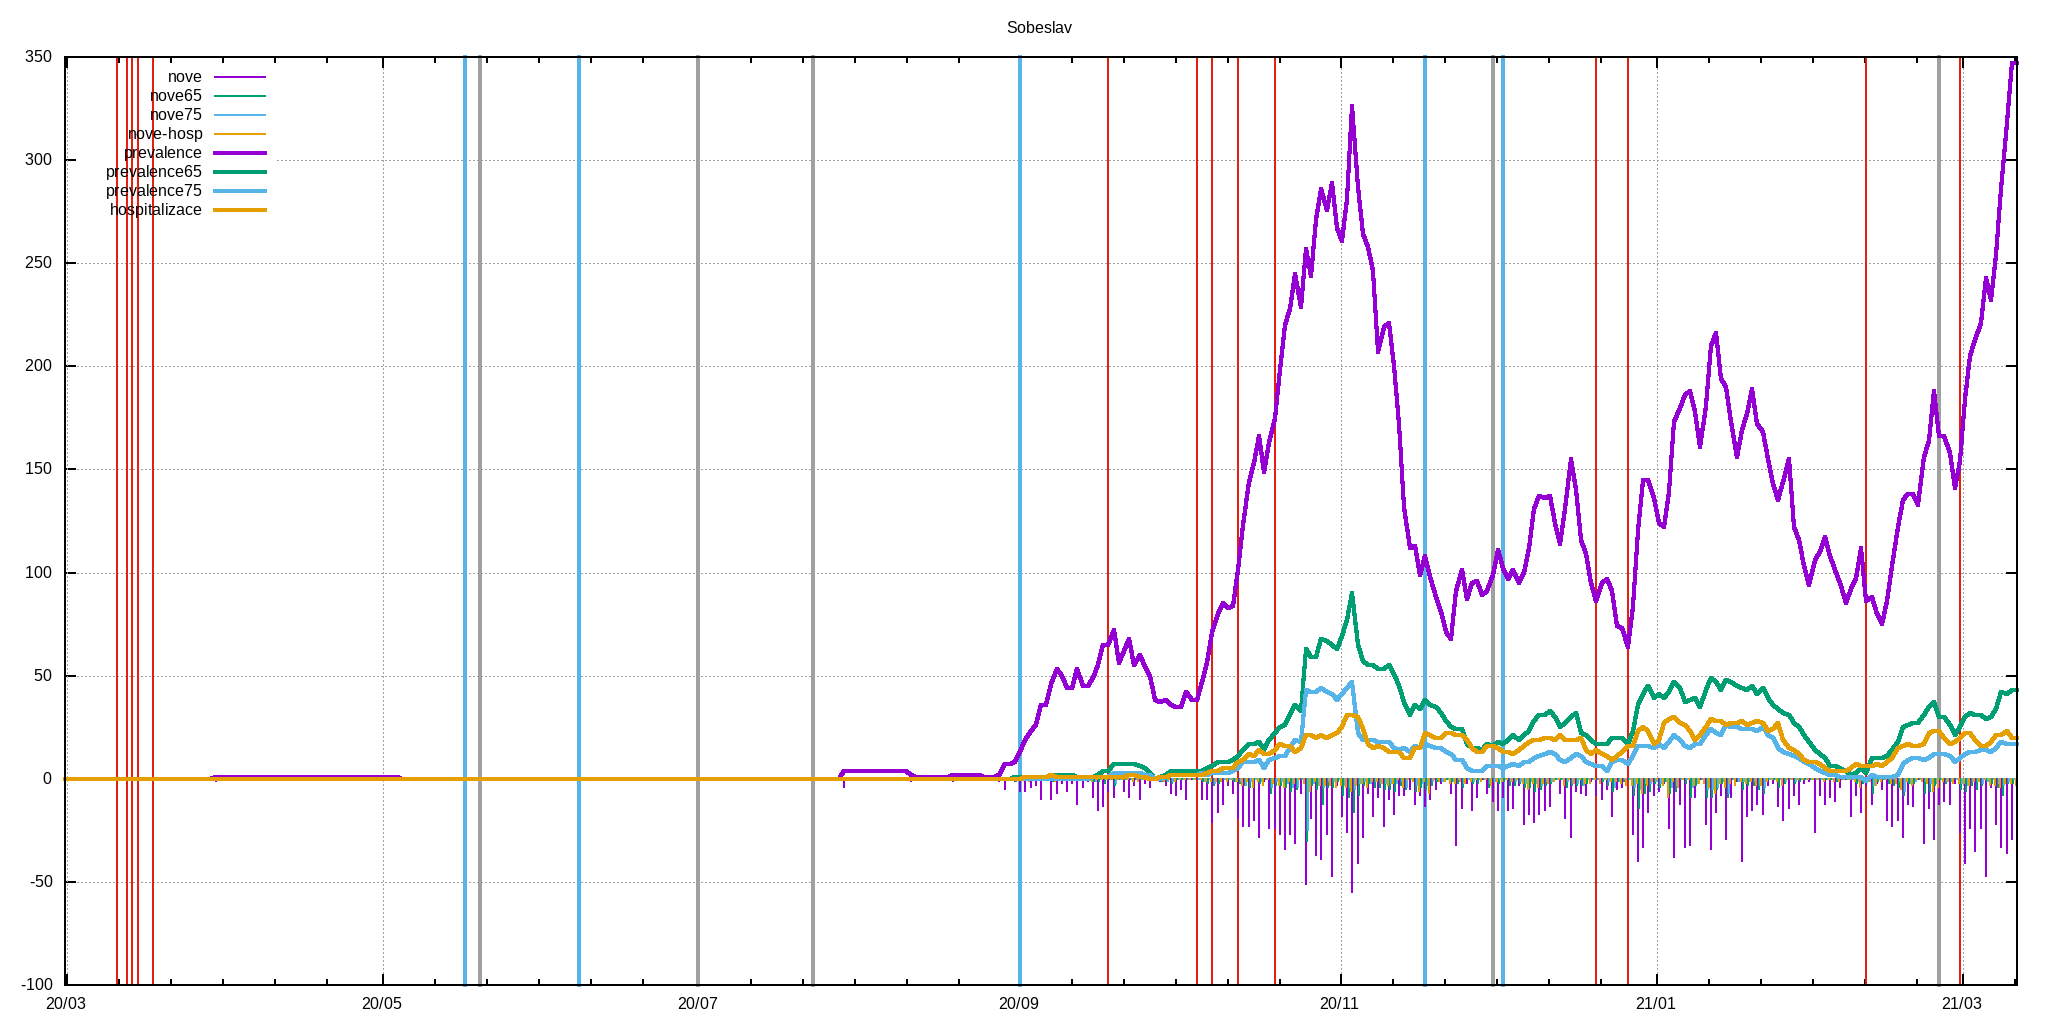 Sobeslav
350
300
250
200
150
100
50
0
-50
-100
nove
nove65
nove75
nove-hosp
prevalence
prevalence65
prevalence75
hospitalizace
20/03 20/05 20/07 20/09 20/11 21/01 21/03